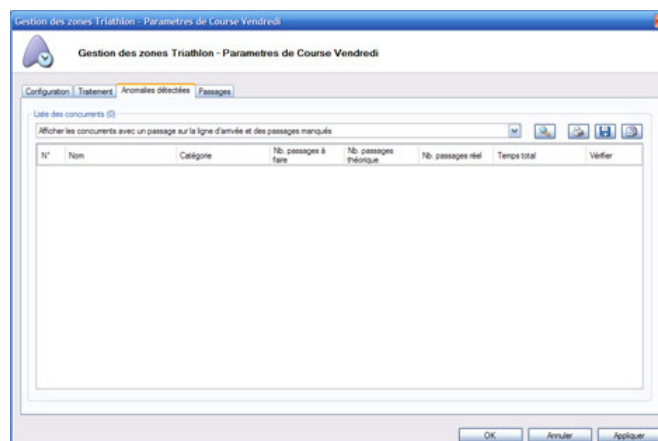 Gestion des zones Triathlon - Parametres de Course Vendredi
Gestion des zones Triathlon - Parametres de Course Vendredi
Configuration Traitement Anomalies détectées Passages
Liste des concurrents (0)
Afficher les concurrents avec un passage sur la ligne d'arrivée et des passages manqués
N° Nom Catégorie Nb. passages à faire Nb. passages théorique Nb. passages réel Temps total Vérifier
OK Annuler Appliquer